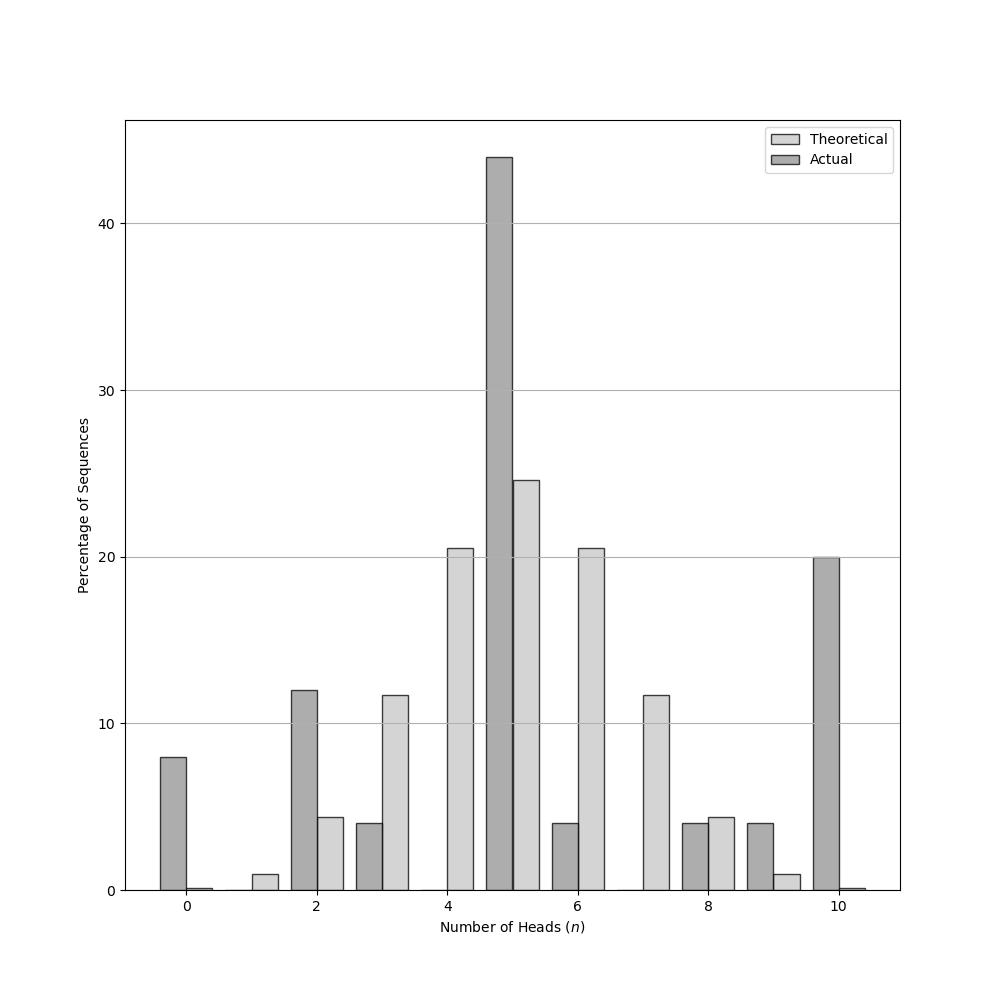 Theoretical
Actual
40
30
20
10
0
Percentage of Sequences
0 2 4 6 8 10
Number of Heads (n)